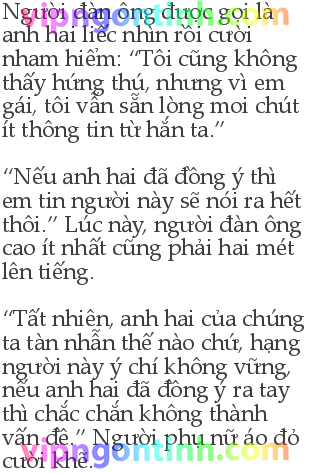 Người đàn ông được gọi là
anh hai liếc nhìn rồi cười
nham hiểm: “Tôi cũng không
thấy hứng thú, nhưng vì em
gái, tôi vẫn sẵn lòng moi chút
ít thông tin từ hắn ta.”
“Nếu anh hai đã đồng ý thì
em tin người này sẽ nói ra hết
thôi.” Lúc này, người đàn ông
cao ít nhất cũng phải hai mét
lên tiếng.
“Tất nhiên, anh hai của chúng
ta tàn nhẫn thế nào chứ, hạng
người này ý chí không vững,
nếu anh hai đã đồng ý ra tay
thì chắc chắn không thành
vấn đề.” Người phụ nữ áo đỏ
cười khẽ.
vipngontinh.com
vipngontinh.com